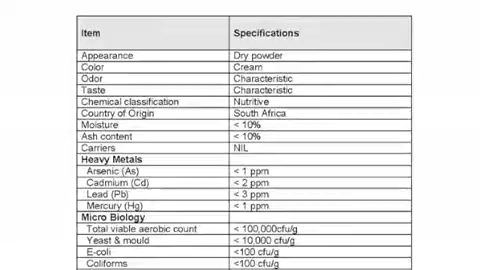 Item Specifications
Appearance Dry powder
Color Cream
Odor Characteristic
Taste Characteristic
Chemical classification Nutritive
Country of Origin South Africa
Moisture < 10%
Ash content < 10%
Carriers NIL
Heavy Metals
Arsenic (As) < 1 ppm
Cadmium (Cd) < 2 ppm
Lead (Pb) < 3 ppm
Mercury (Hg) < 1 ppm
Micro Biology
Total viable aerobic count < 100,000cfu/g
Yeast & mould < 10,000 cfu/g
E-coli <100 cfu/g
Coliforms <100 cfu/g